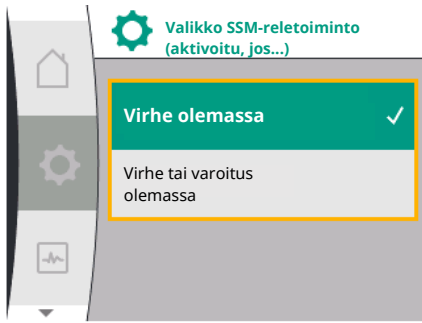 Valikko SSM-reletoiminto
(aktivoitu, jos...)
Virhe olemassa
Virhe tai varoitus
olemassa